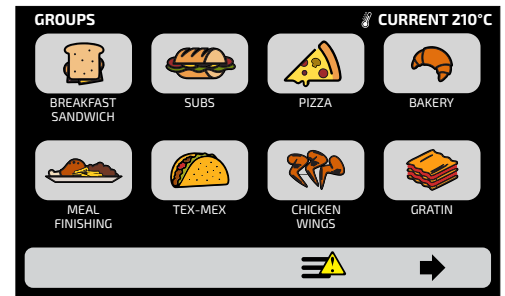 GROUPS CURRENT 210°C
BREAKFAST
SANDWICH
SUBS
PIZZA
BAKERY
MEAL
FINISHING
TEX-MEX
CHICKEN
WINGS
GRATIN